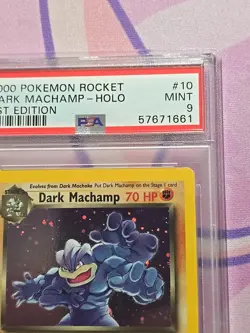 000 POKEMON ROCKET #10
ARK MACHAMP - HOLO MINT
ST EDITION 9
PSA 57671661
Evolves from Dark Machoke Put Dark Machamp on the Stage 1 card
Dark Machamp 70 HP